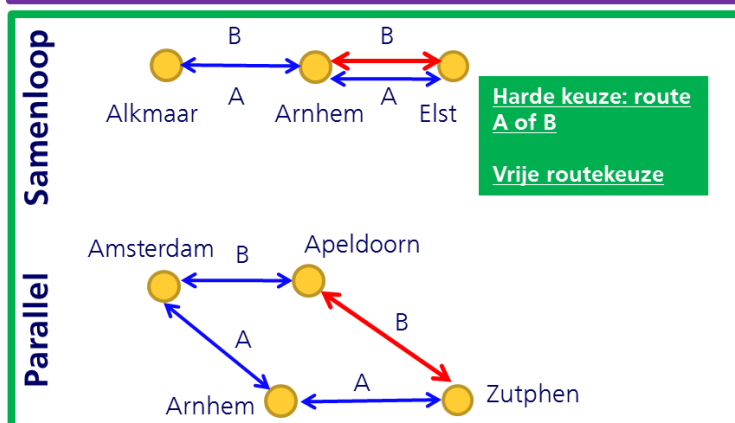 Samenloop
B
B
A
A
Alkmaar
Arnhem
Elst
Harde keuze: route
A of B
Vrije routekeuze
Parallel
Amsterdam
B
Apeldoorn
A
B
A
Arnhem
Zutphen